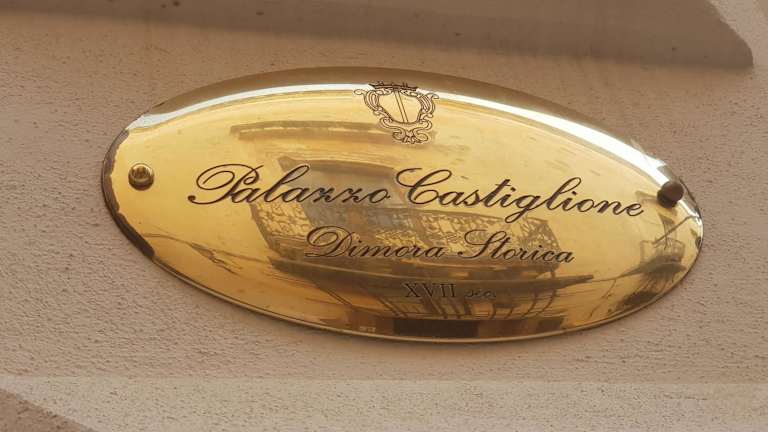 Palazzo Castiglione
Dimora Storica
XVII sec.